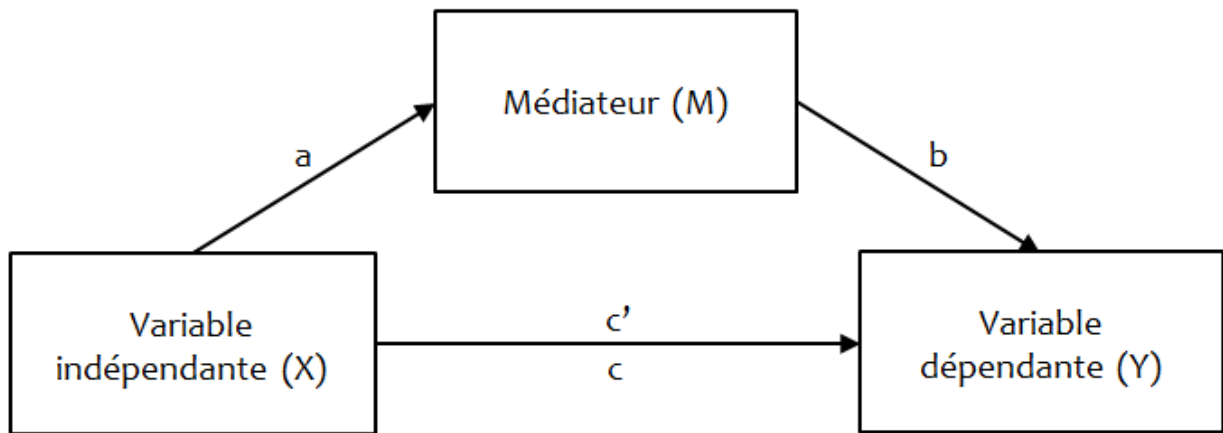 Médiateur (M)
a
b
Variable
indépendante (X)
c’
c
Variable
dépendante (Y)